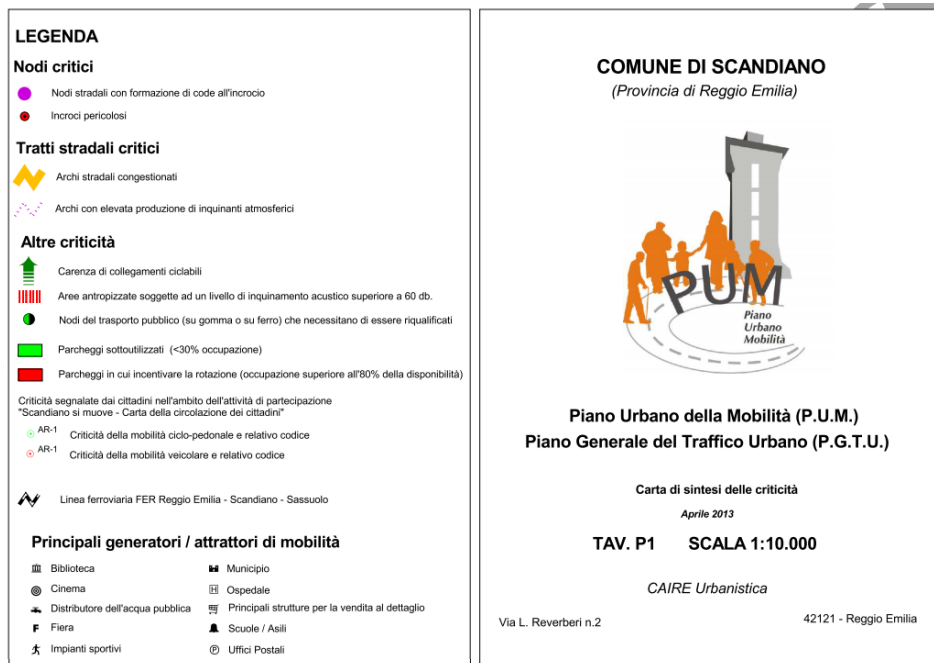 LEGENDA
Nodi critici
Nodi stradali con formazione di code all'incrocio
Incroci pericolosi
Tratti stradali critici
Archi stradali congestionati
Archi con elevata produzione di inquinanti atmosferici
Altre criticità
Carenza di collegamenti ciclabili
Aree antropizzate soggette ad un livello di inquinamento acustico superiore a 60 db.
Nodi del trasporto pubblico (su gomma o su ferro) che necessitano di essere riqualificati
Parcheggi sottoutilizzati (<30% occupazione)
Parcheggi in cui incentivare la rotazione (occupazione superiore all'80% della disponibilità)
Criticità segnalate dai cittadini nell'ambito dell'attività di partecipazione
"Scandiano si muove - Carta della circolazione dei cittadini"
AR-1 Criticità della mobilità ciclo-pedonale e relativo codice
AR-1 Criticità della mobilità veicolare e relativo codice
Linea ferroviaria FER Reggio Emilia - Scandiano - Sassuolo
Principali generatori / attrattori di mobilità
Biblioteca
Cinema
Distributore dell'acqua pubblica
F Fiera
Impianti sportivi
Municipio
H Ospedale
Principali strutture per la vendita al dettaglio
Scuole / Asili
P Uffici Postali
COMUNE DI SCANDIANO
(Provincia di Reggio Emilia)
PUM
Piano
Urbano
Mobilità
Piano Urbano della Mobilità (P.U.M.)
Piano Generale del Traffico Urbano (P.G.T.U.)
Carta di sintesi delle criticità
Aprile 2013
TAV. P1 SCALA 1:10.000
CAIRE Urbanistica
Via L. Reverberi n.2 42121 - Reggio Emilia